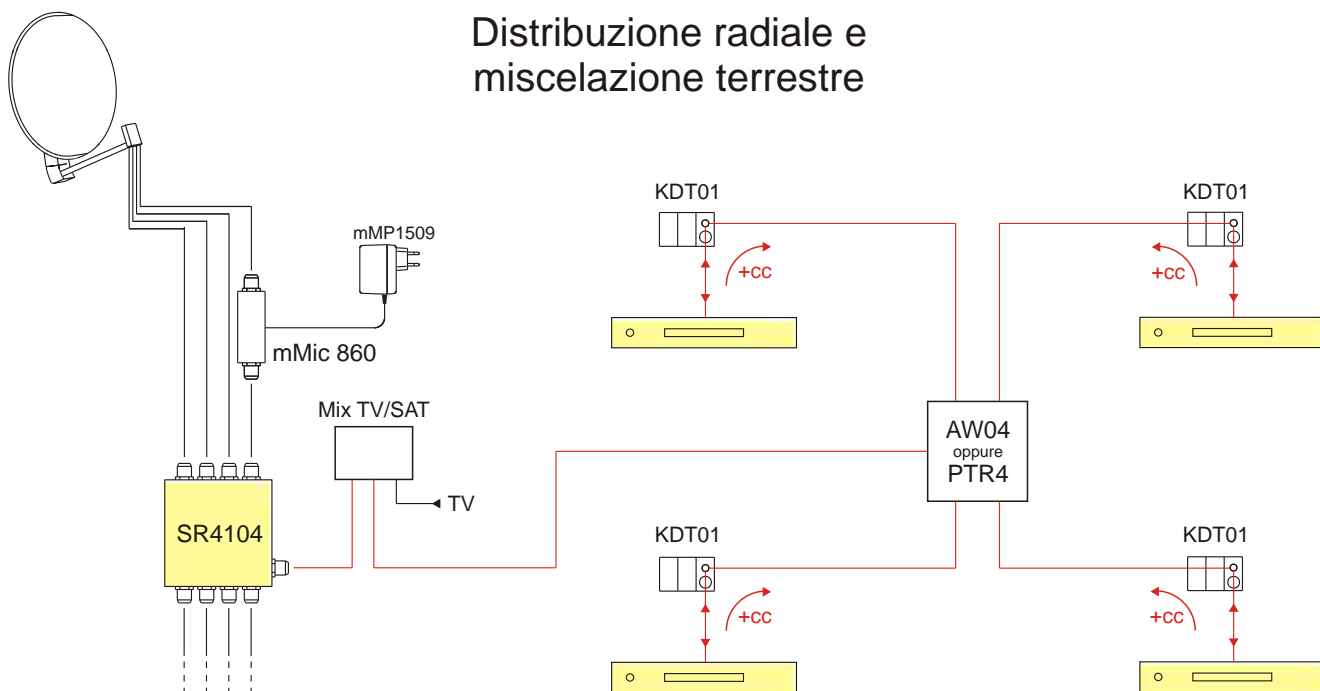 Distribuzione radiale e
miscelazione terrestre
KDT01
KDT01
mMP1509
+cc
+cc
mMic 860
Mix TV/SAT
AW04
oppure
PTR4
TV
SR4104
KDT01
KDT01
+cc
+cc